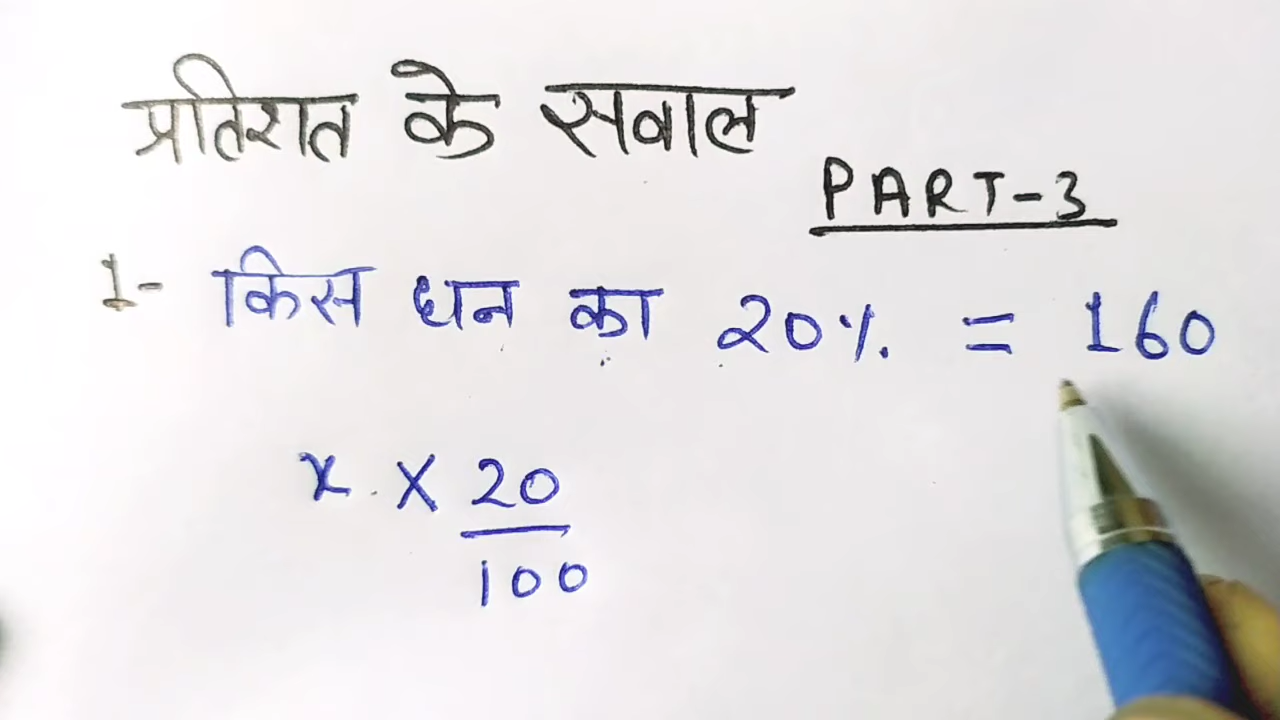 प्रतिशत के सवाल
PART-3
1- किस धन का 20% = 160
x × 20
100